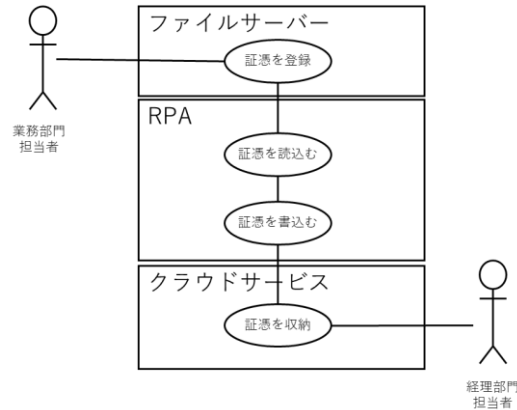 ファイルサーバー
証憑を登録
業務部門
担当者
RPA
証憑を読込む
証憑を書込む
クラウドサービス
証憑を収納
経理部門
担当者